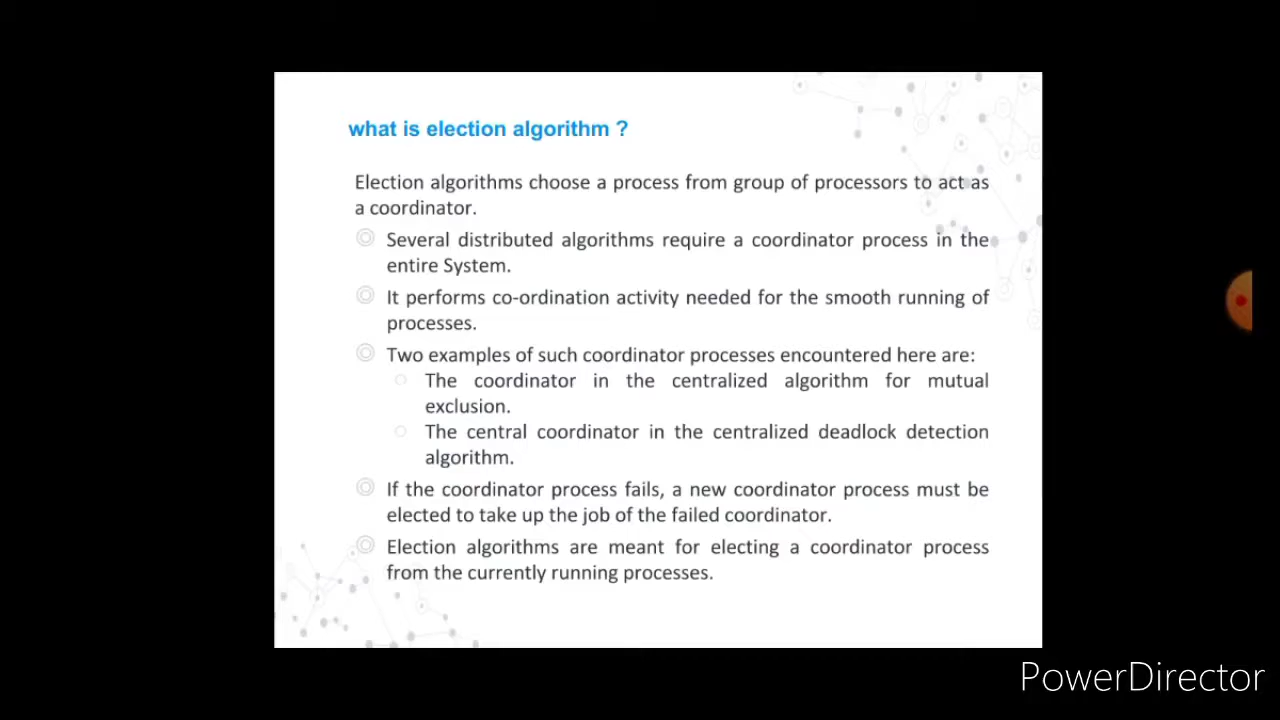 what is election algorithm ?
Election algorithms choose a process from group of processors to act as
a coordinator.
Several distributed algorithms require a coordinator process in the
entire System.
It performs co-ordination activity needed for the smooth running of
processes.
Two examples of such coordinator processes encountered here are:
The coordinator in the centralized algorithm for mutual
exclusion.
The central coordinator in the centralized deadlock detection
algorithm.
If the coordinator process fails, a new coordinator process must be
elected to take up the job of the failed coordinator.
Election algorithms are meant for electing a coordinator process
from the currently running processes.
PowerDirector